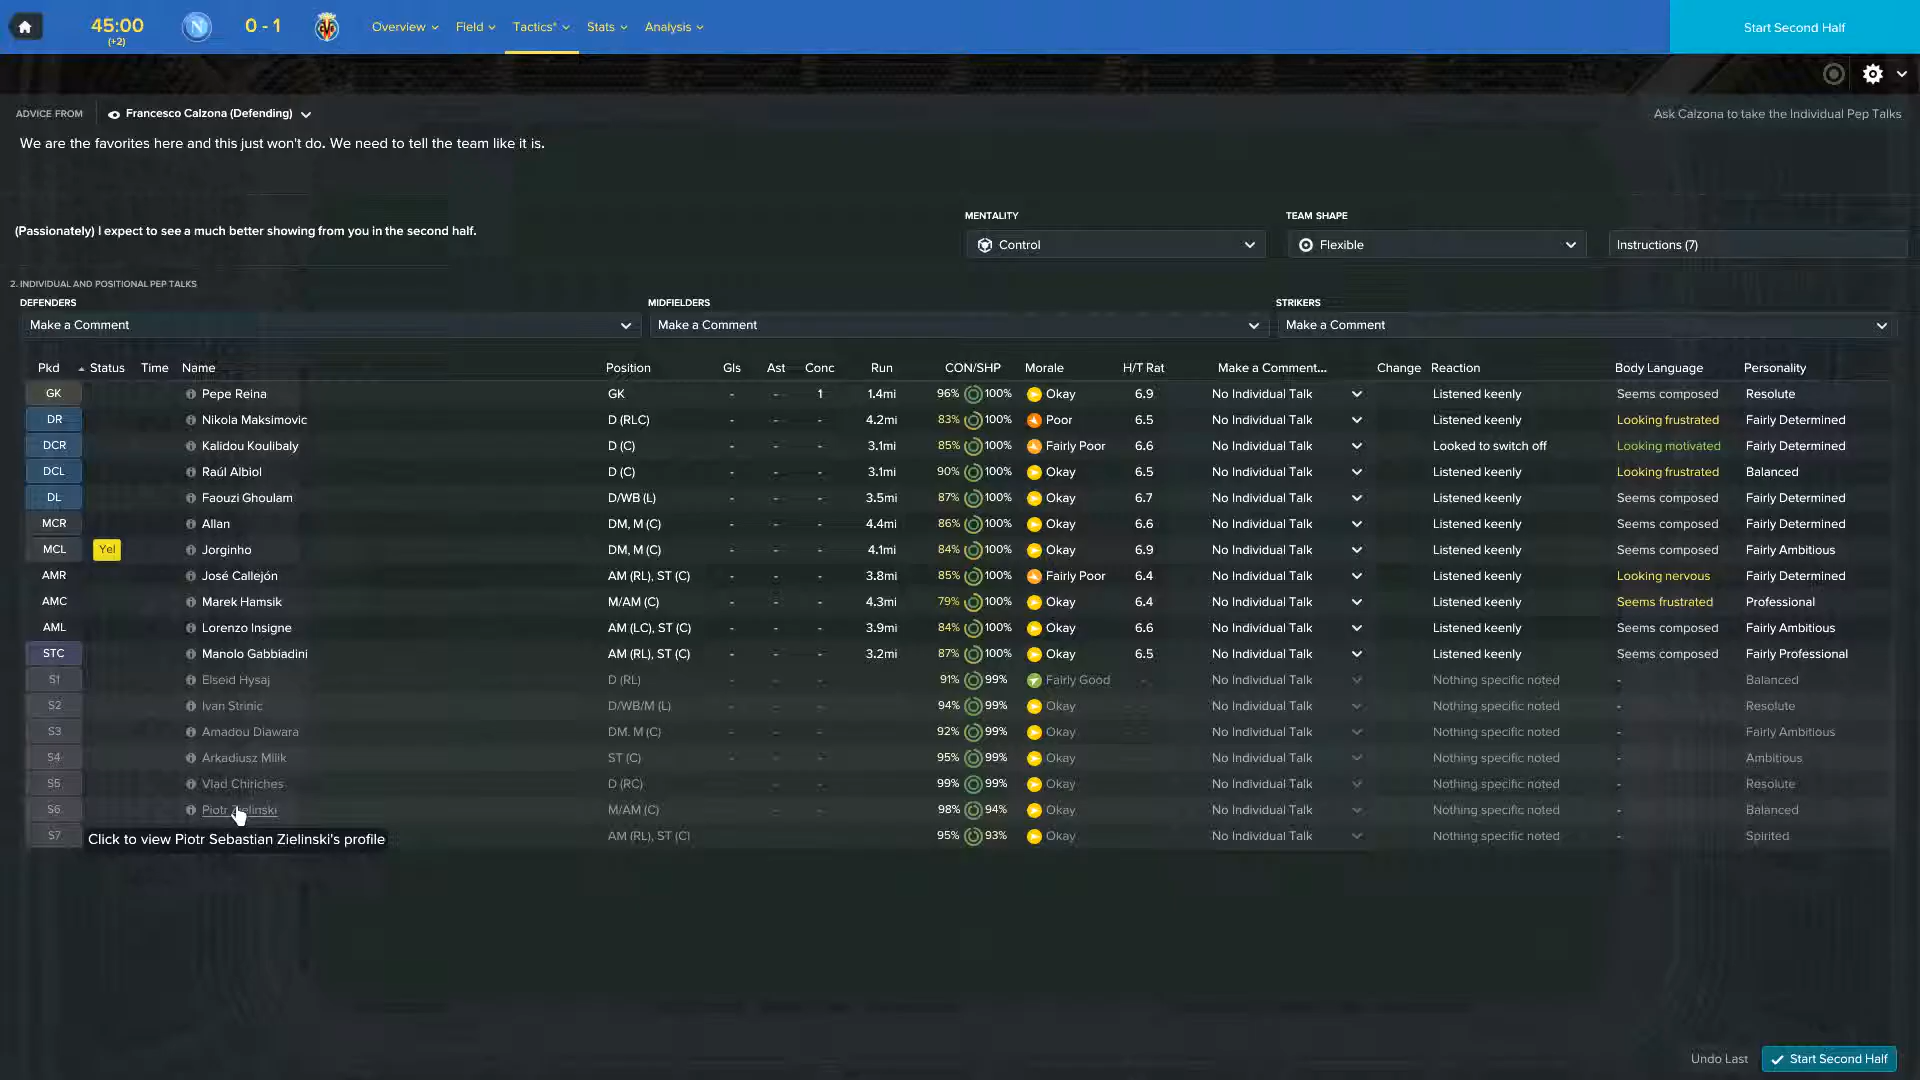 45:00
(+2)
0 - 1
Overview
Field
Tactics*
Stats
Analysis
Start Second Half
ADVICE FROM
Francesco Calzona (Defending)
Ask Calzona to take the Individual Pep Talks
We are the favorites here and this just won't do. We need to tell the team like it is.
MENTALITY
TEAM SHAPE
(Passionately) I expect to see a much better showing from you in the second half.
Control
Flexible
Instructions (7)
2. INDIVIDUAL AND POSITIONAL PEP TALKS
DEFENDERS
MIDFIELDERS
STRIKERS
Make a Comment
Make a Comment
Make a Comment
Pkd Status Time Name Position Gls Ast Conc Run CON/SHP Morale H/T Rat Make a Comment... Change Reaction Body Language Personality
GK Pepe Reina GK - - 1 1.4mi 96% 100% Okay 6.9 No Individual Talk Listened keenly Seems composed Resolute
DR Nikola Maksimovic D (RLC) - - - 4.2mi 83% 100% Poor 6.5 No Individual Talk Listened keenly Looking frustrated Fairly Determined
DCR Kalidou Koulibaly D (C) - - - 3.1mi 85% 100% Fairly Poor 6.6 No Individual Talk Looked to switch off Looking motivated Fairly Determined
DCL Raúl Albiol D (C) - - - 3.1mi 90% 100% Okay 6.5 No Individual Talk Listened keenly Looking frustrated Balanced
DL Faouzi Ghoulam D/WB (L) - - - 3.5mi 87% 100% Okay 6.7 No Individual Talk Listened keenly Seems composed Fairly Determined
MCR Allan DM, M (C) - - - 4.4mi 86% 100% Okay 6.6 No Individual Talk Listened keenly Seems composed Fairly Determined
MCL Yel Jorginho DM, M (C) - - - 4.1mi 84% 100% Okay 6.9 No Individual Talk Listened keenly Seems composed Fairly Ambitious
AMR José Callejón AM (RL), ST (C) - - - 3.8mi 85% 100% Fairly Poor 6.4 No Individual Talk Listened keenly Looking nervous Fairly Determined
AMC Marek Hamsik M/AM (C) - - - 4.3mi 79% 100% Okay 6.4 No Individual Talk Listened keenly Seems frustrated Professional
AML Lorenzo Insigne AM (LC), ST (C) - - - 3.9mi 84% 100% Okay 6.6 No Individual Talk Listened keenly Seems composed Fairly Ambitious
STC Manolo Gabbiadini AM (RL), ST (C) - - - 3.2mi 87% 100% Okay 6.5 No Individual Talk Listened keenly Seems composed Fairly Professional
S1 Elseid Hysaj D (RL) - - - 91% 99% Fairly Good - No Individual Talk Nothing specific noted - Balanced
S2 Ivan Strinic D/WB/M (L) - - 94% 99% Okay No Individual Talk Nothing specific noted - Resolute
S3 Amadou Diawara DM, M (C) - - 92% 99% Okay No Individual Talk Nothing specific noted - Fairly Ambitious
S4 Arkadiusz Milik ST (C) - - 95% 99% Okay No Individual Talk Nothing specific noted - Ambitious
S5 Vlad Chiriches D (RC) - - 99% 99% Okay No Individual Talk Nothing specific noted - Resolute
S6 Piotr Zielinski M/AM (C) - - 98% 94% Okay No Individual Talk Nothing specific noted - Balanced
S7 AM (RL), ST (C) - - 95% 93% Okay No Individual Talk Nothing specific noted - Spirited
Click to view Piotr Sebastian Zielinski's profile
Undo Last
Start Second Half